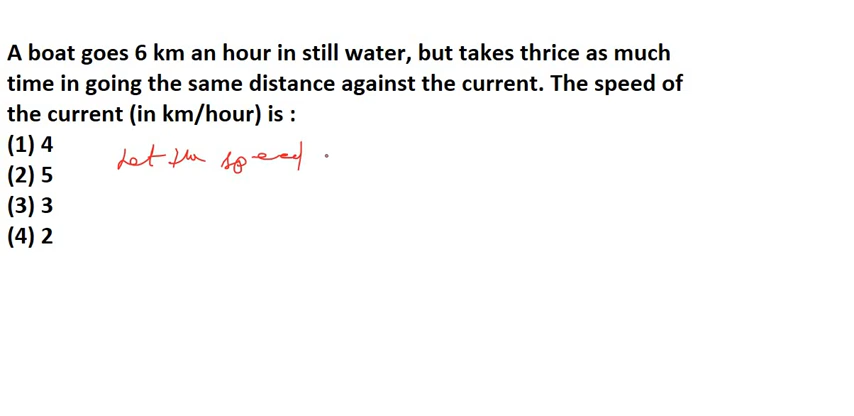 A boat goes 6 km an hour in still water, but takes thrice as much
time in going the same distance against the current. The speed of
the current (in km/hour) is :
(1) 4
Let the speed
(2) 5
(3) 3
(4) 2